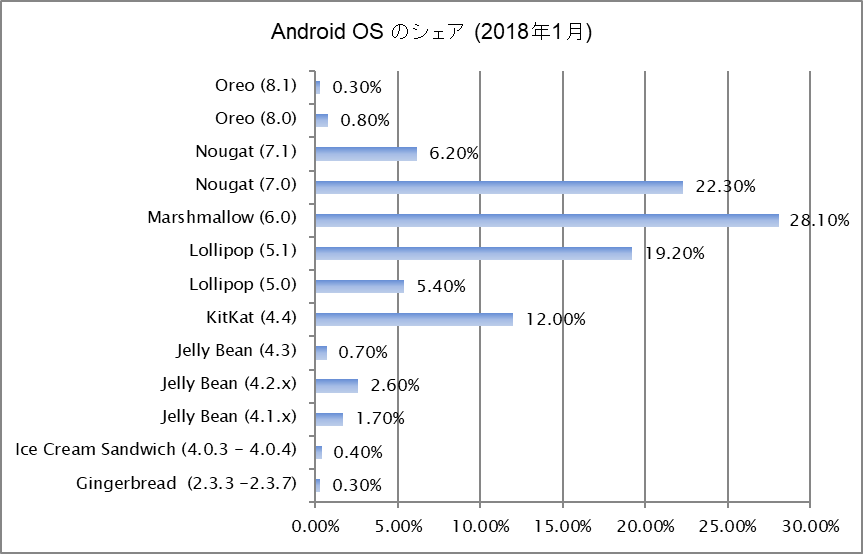 Android OS のシェア (2018年1月)
Oreo (8.1) 0.30%
Oreo (8.0) 0.80%
Nougat (7.1) 6.20%
Nougat (7.0) 22.30%
Marshmallow (6.0) 28.10%
Lollipop (5.1) 19.20%
Lollipop (5.0) 5.40%
KitKat (4.4) 12.00%
Jelly Bean (4.3) 0.70%
Jelly Bean (4.2.x) 2.60%
Jelly Bean (4.1.x) 1.70%
Ice Cream Sandwich (4.0.3 – 4.0.4) 0.40%
Gingerbread (2.3.3 –2.3.7) 0.30%
0.00% 5.00% 10.00% 15.00% 20.00% 25.00% 30.00%